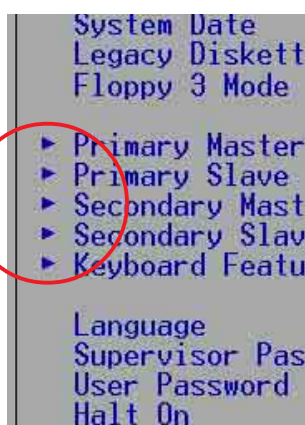 System Date
Legacy Diskett
Floppy 3 Mode
Primary Master
Primary Slave
Secondary Mast
Secondary Slav
Keyboard Featu
Language
Supervisor Pas
User Password
Halt On